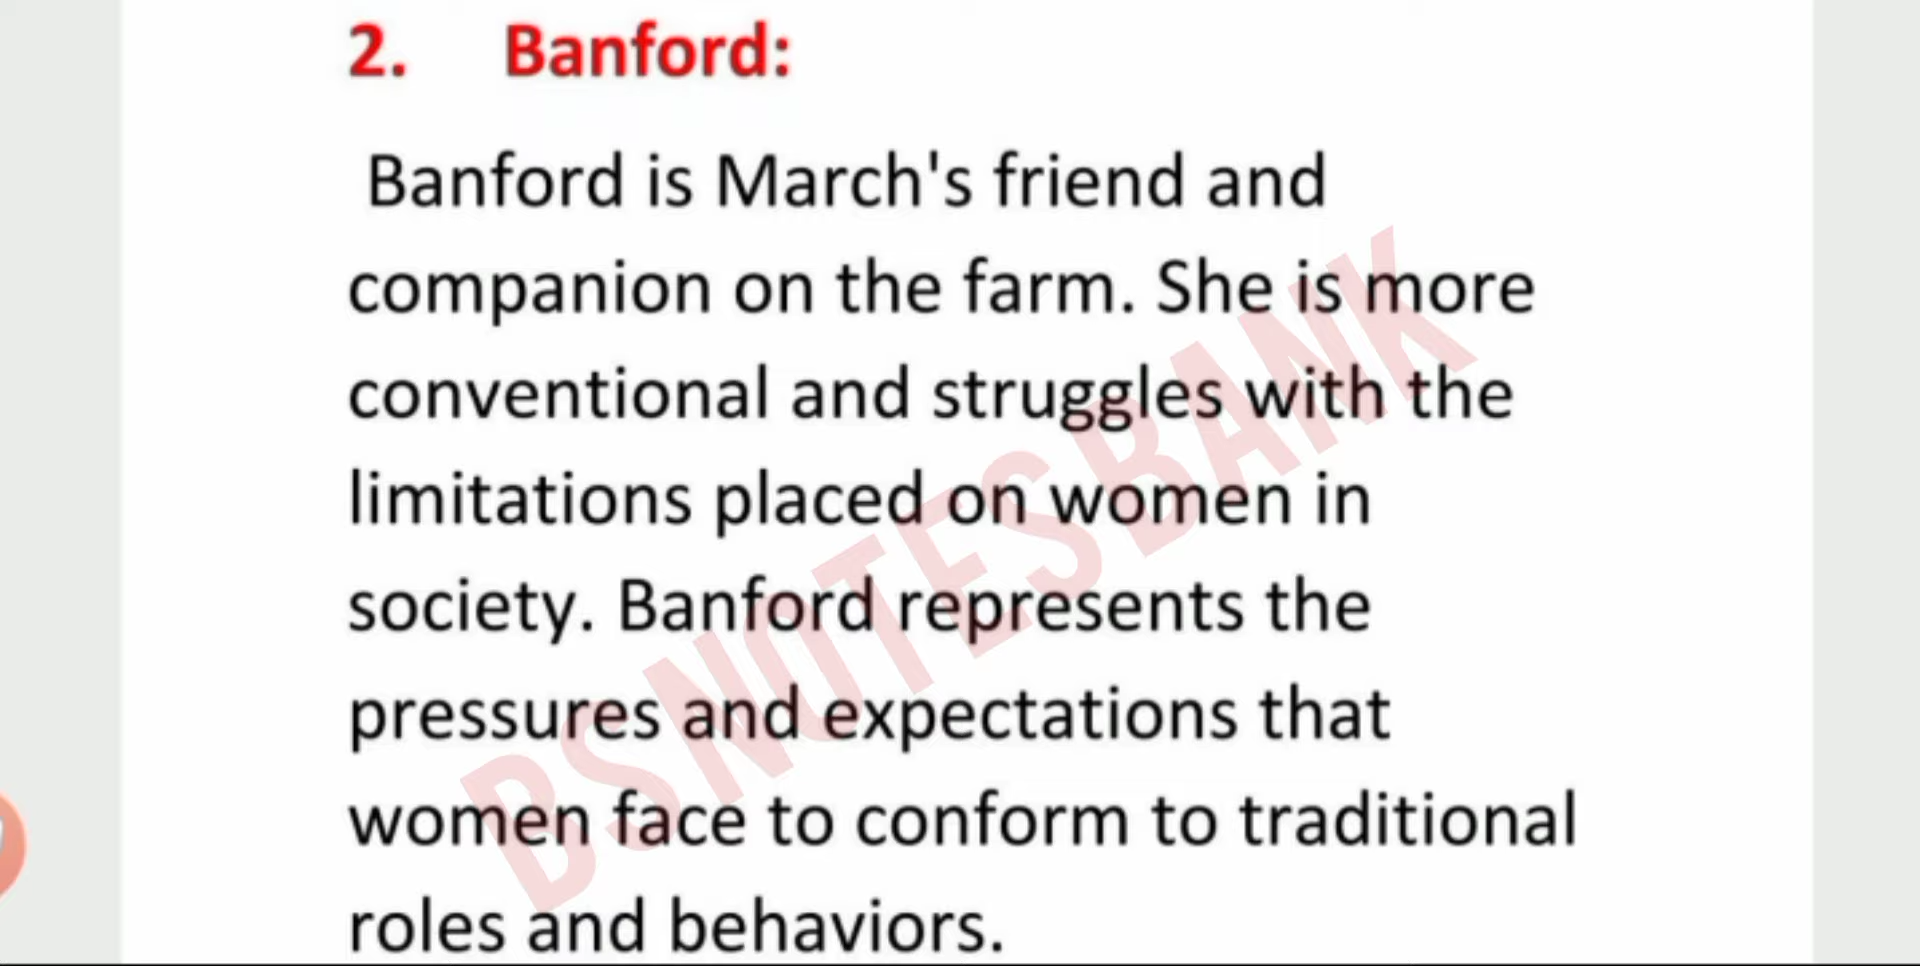 2. Banford:
Banford is March's friend and
companion on the farm. She is more
conventional and struggles with the
limitations placed on women in
society. Banford represents the
pressures and expectations that
women face to conform to traditional
roles and behaviors.
BSNOTESBANK